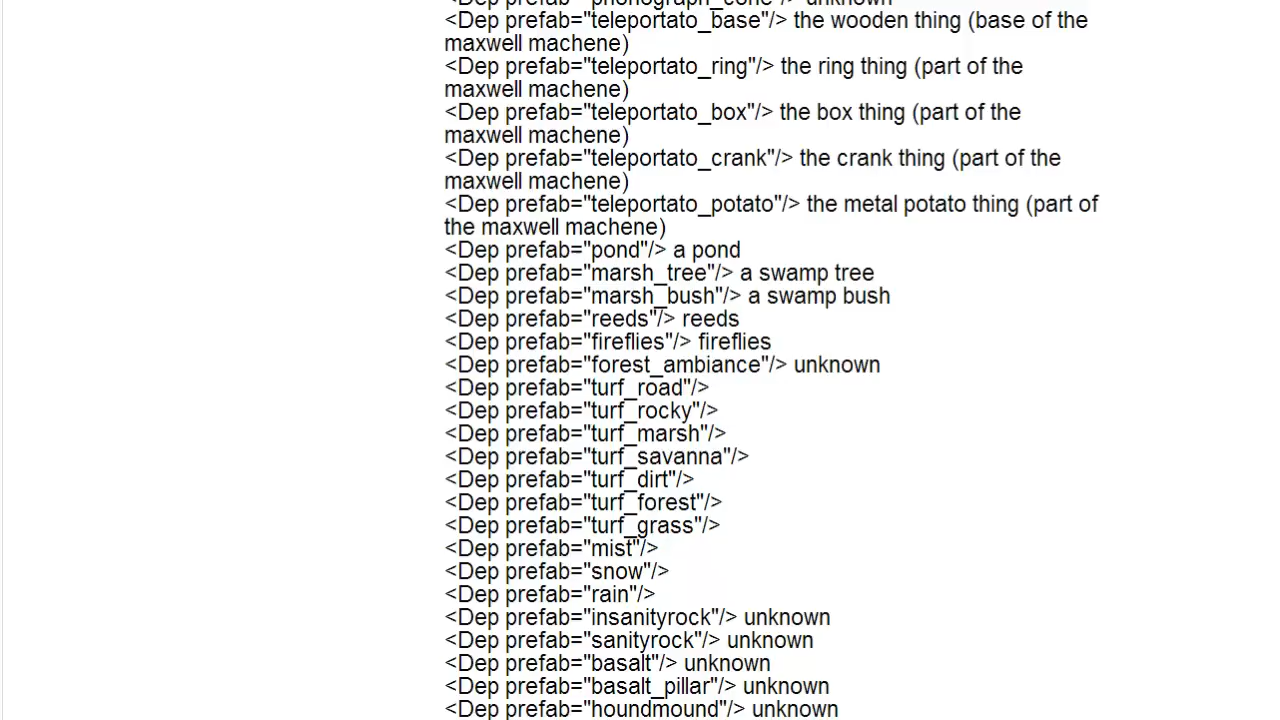 <Dep prefab="phonograph_cone"/> unknown
<Dep prefab="teleportato_base"/> the wooden thing (base of the
maxwell machene)
<Dep prefab="teleportato_ring"/> the ring thing (part of the
maxwell machene)
<Dep prefab="teleportato_box"/> the box thing (part of the
maxwell machene)
<Dep prefab="teleportato_crank"/> the crank thing (part of the
maxwell machene)
<Dep prefab="teleportato_potato"/> the metal potato thing (part of
the maxwell machene)
<Dep prefab="pond"/> a pond
<Dep prefab="marsh_tree"/> a swamp tree
<Dep prefab="marsh_bush"/> a swamp bush
<Dep prefab="reeds"/> reeds
<Dep prefab="fireflies"/> fireflies
<Dep prefab="forest_ambiance"/> unknown
<Dep prefab="turf_road"/>
<Dep prefab="turf_rocky"/>
<Dep prefab="turf_marsh"/>
<Dep prefab="turf_savanna"/>
<Dep prefab="turf_dirt"/>
<Dep prefab="turf_forest"/>
<Dep prefab="turf_grass"/>
<Dep prefab="mist"/>
<Dep prefab="snow"/>
<Dep prefab="rain"/>
<Dep prefab="insanityrock"/> unknown
<Dep prefab="sanityrock"/> unknown
<Dep prefab="basalt"/> unknown
<Dep prefab="basalt_pillar"/> unknown
<Dep prefab="houndmound"/> unknown